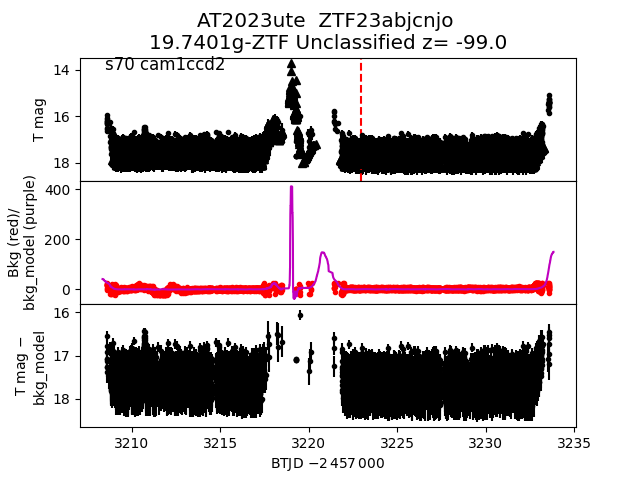 AT2023ute  ZTF23abjcnjo
19.7401g-ZTF Unclassified z= -99.0
s70 cam1ccd2
T mag
14
16
18
Bkg (red)/
bkg_model (purple)
400
200
0
T mag −
bkg_model
16
17
18
3210 3215 3220 3225 3230 3235
BTJD −2 457 000